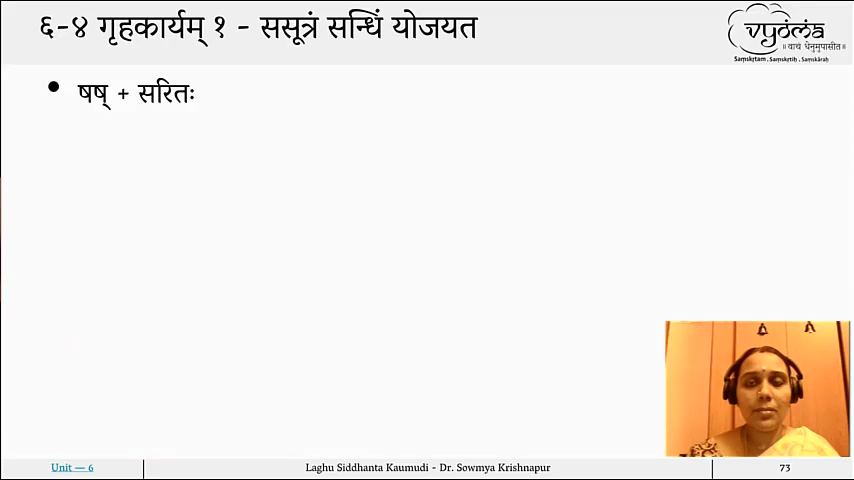 ६-४ गृहकार्यम् १ - ससूत्रं सन्धिं योजयत
vyoma
॥ वाचं धेनुमुपासीत ॥
Saṃskṛtam . Saṃskṛtiḥ . Saṃskāraḥ
• षष् + सरितः
Unit — 6
Laghu Siddhanta Kaumudi - Dr. Sowmya Krishnapur
73